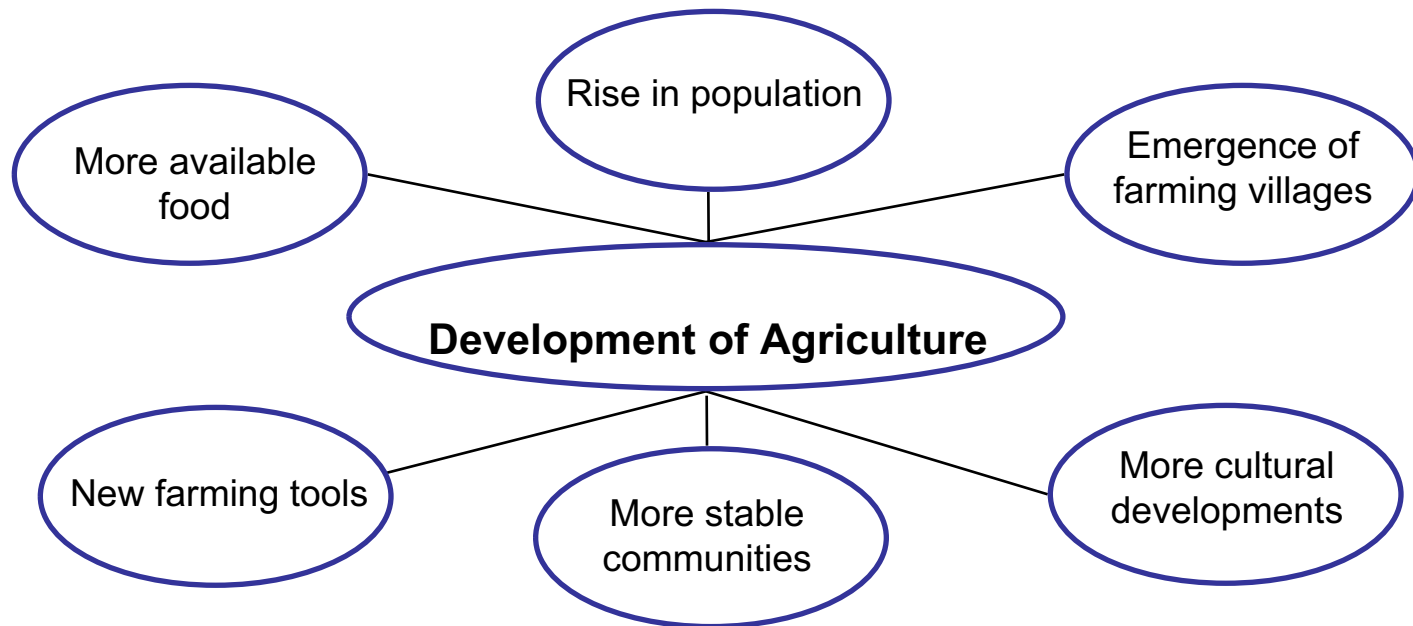 Rise in population
More available
food
Emergence of
farming villages
Development of Agriculture
New farming tools
More stable
communities
More cultural
developments